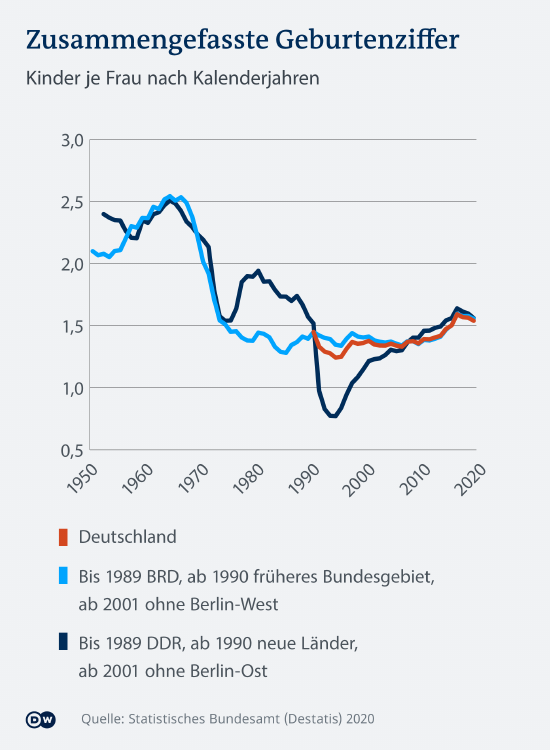 Zusammengefasste Geburtenziffer
Kinder je Frau nach Kalenderjahren
3,0
2,5
2,0
1,5
1,0
0,5
1950
1960
1970
1980
1990
2000
2010
2020
Deutschland
Bis 1989 BRD, ab 1990 früheres Bundesgebiet,
ab 2001 ohne Berlin-West
Bis 1989 DDR, ab 1990 neue Länder,
ab 2001 ohne Berlin-Ost
DW
Quelle: Statistisches Bundesamt (Destatis) 2020